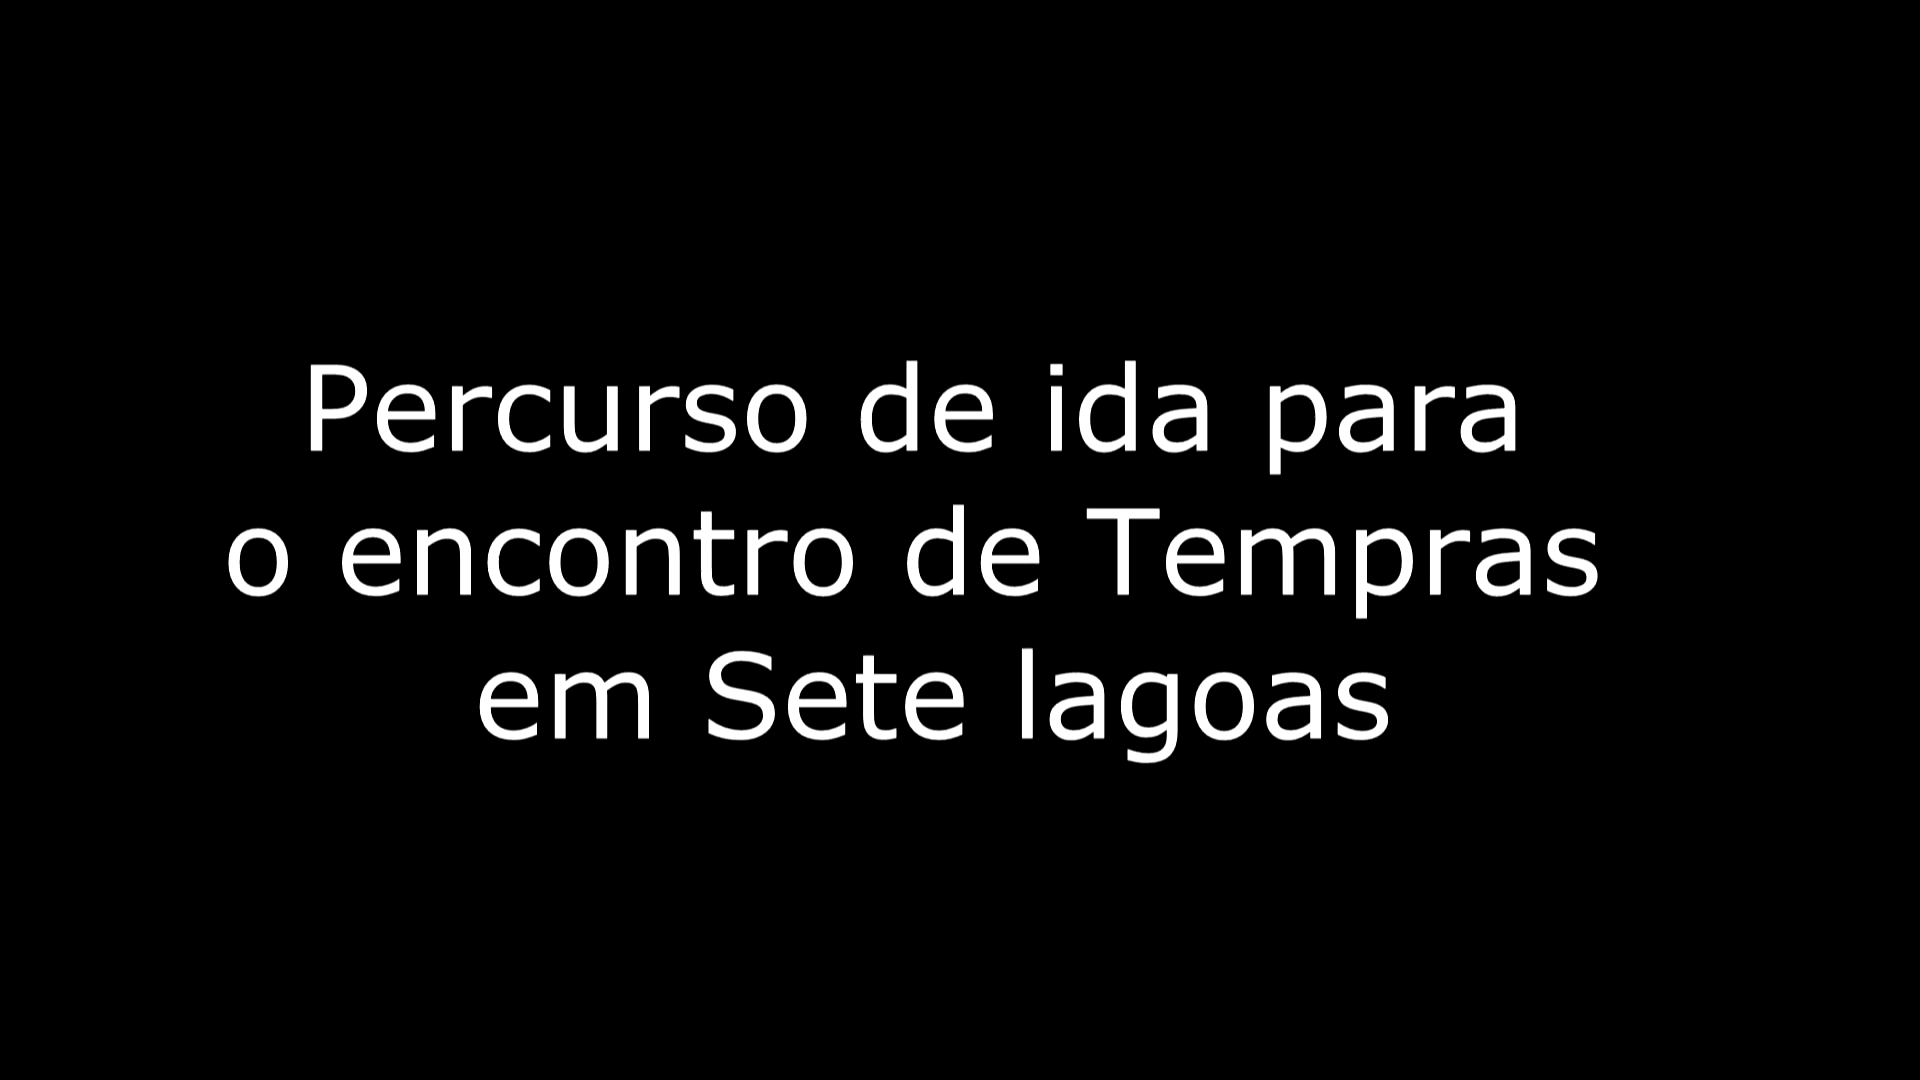 Percurso de ida para
o encontro de Tempras
em Sete lagoas